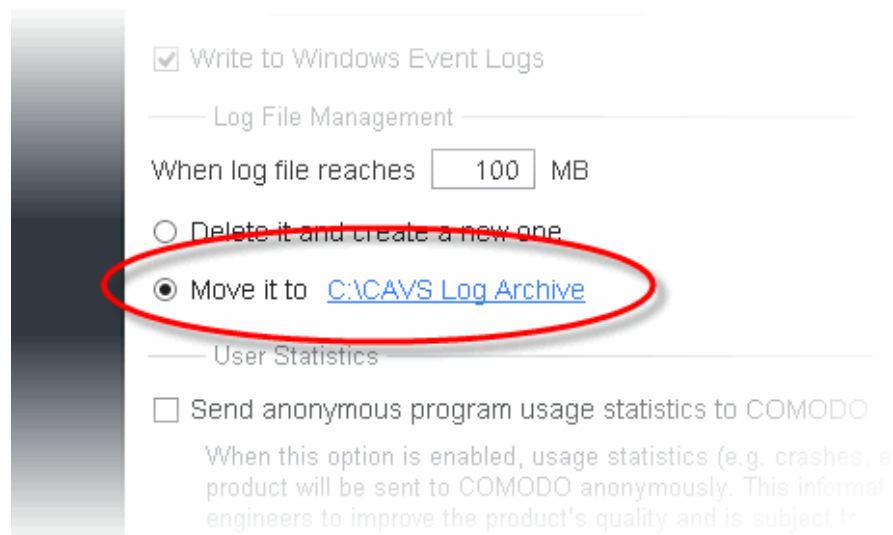 Write to Windows Event Logs
Log File Management
When log file reaches 100 MB
Delete it and create a new one
Move it to C:\CAVS Log Archive
User Statistics
Send anonymous program usage statistics to COMODO
When this option is enabled, usage statistics (e.g. crashes,
product will be sent to COMODO anonymously. This
engineers to improve the product's quality and is subject